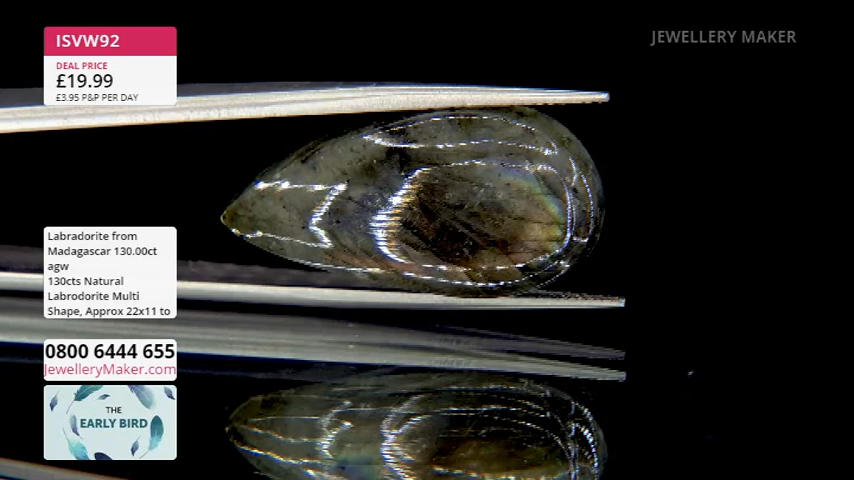 ISVW92
DEAL PRICE
£19.99
£3.95 P&P PER DAY
JEWELLERY MAKER
Labradorite from
Madagascar 130.00ct
agw
130cts Natural
Labrodorite Multi
Shape, Approx 22x11 to
0800 6444 655
JewelleryMaker.com
THE
EARLY BIRD